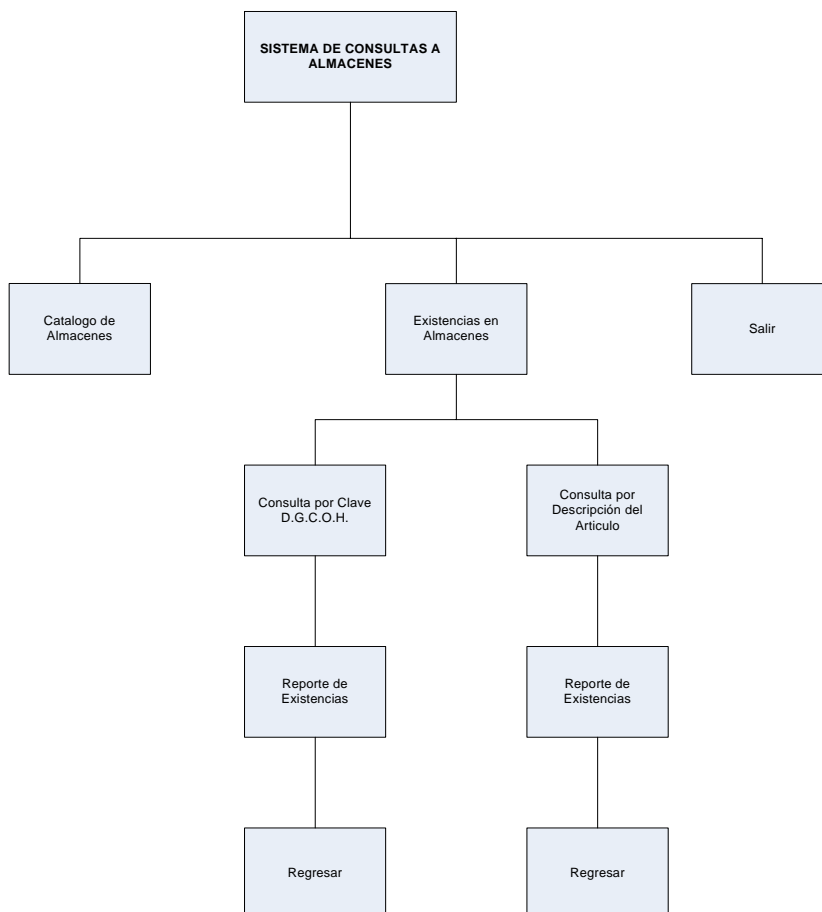 SISTEMA DE CONSULTAS A
ALMACENES
Catalogo de
Almacenes
Existencias en
Almacenes
Salir
Consulta por Clave
D.G.C.O.H.
Consulta por
Descripción del
Articulo
Reporte de
Existencias
Reporte de
Existencias
Regresar
Regresar